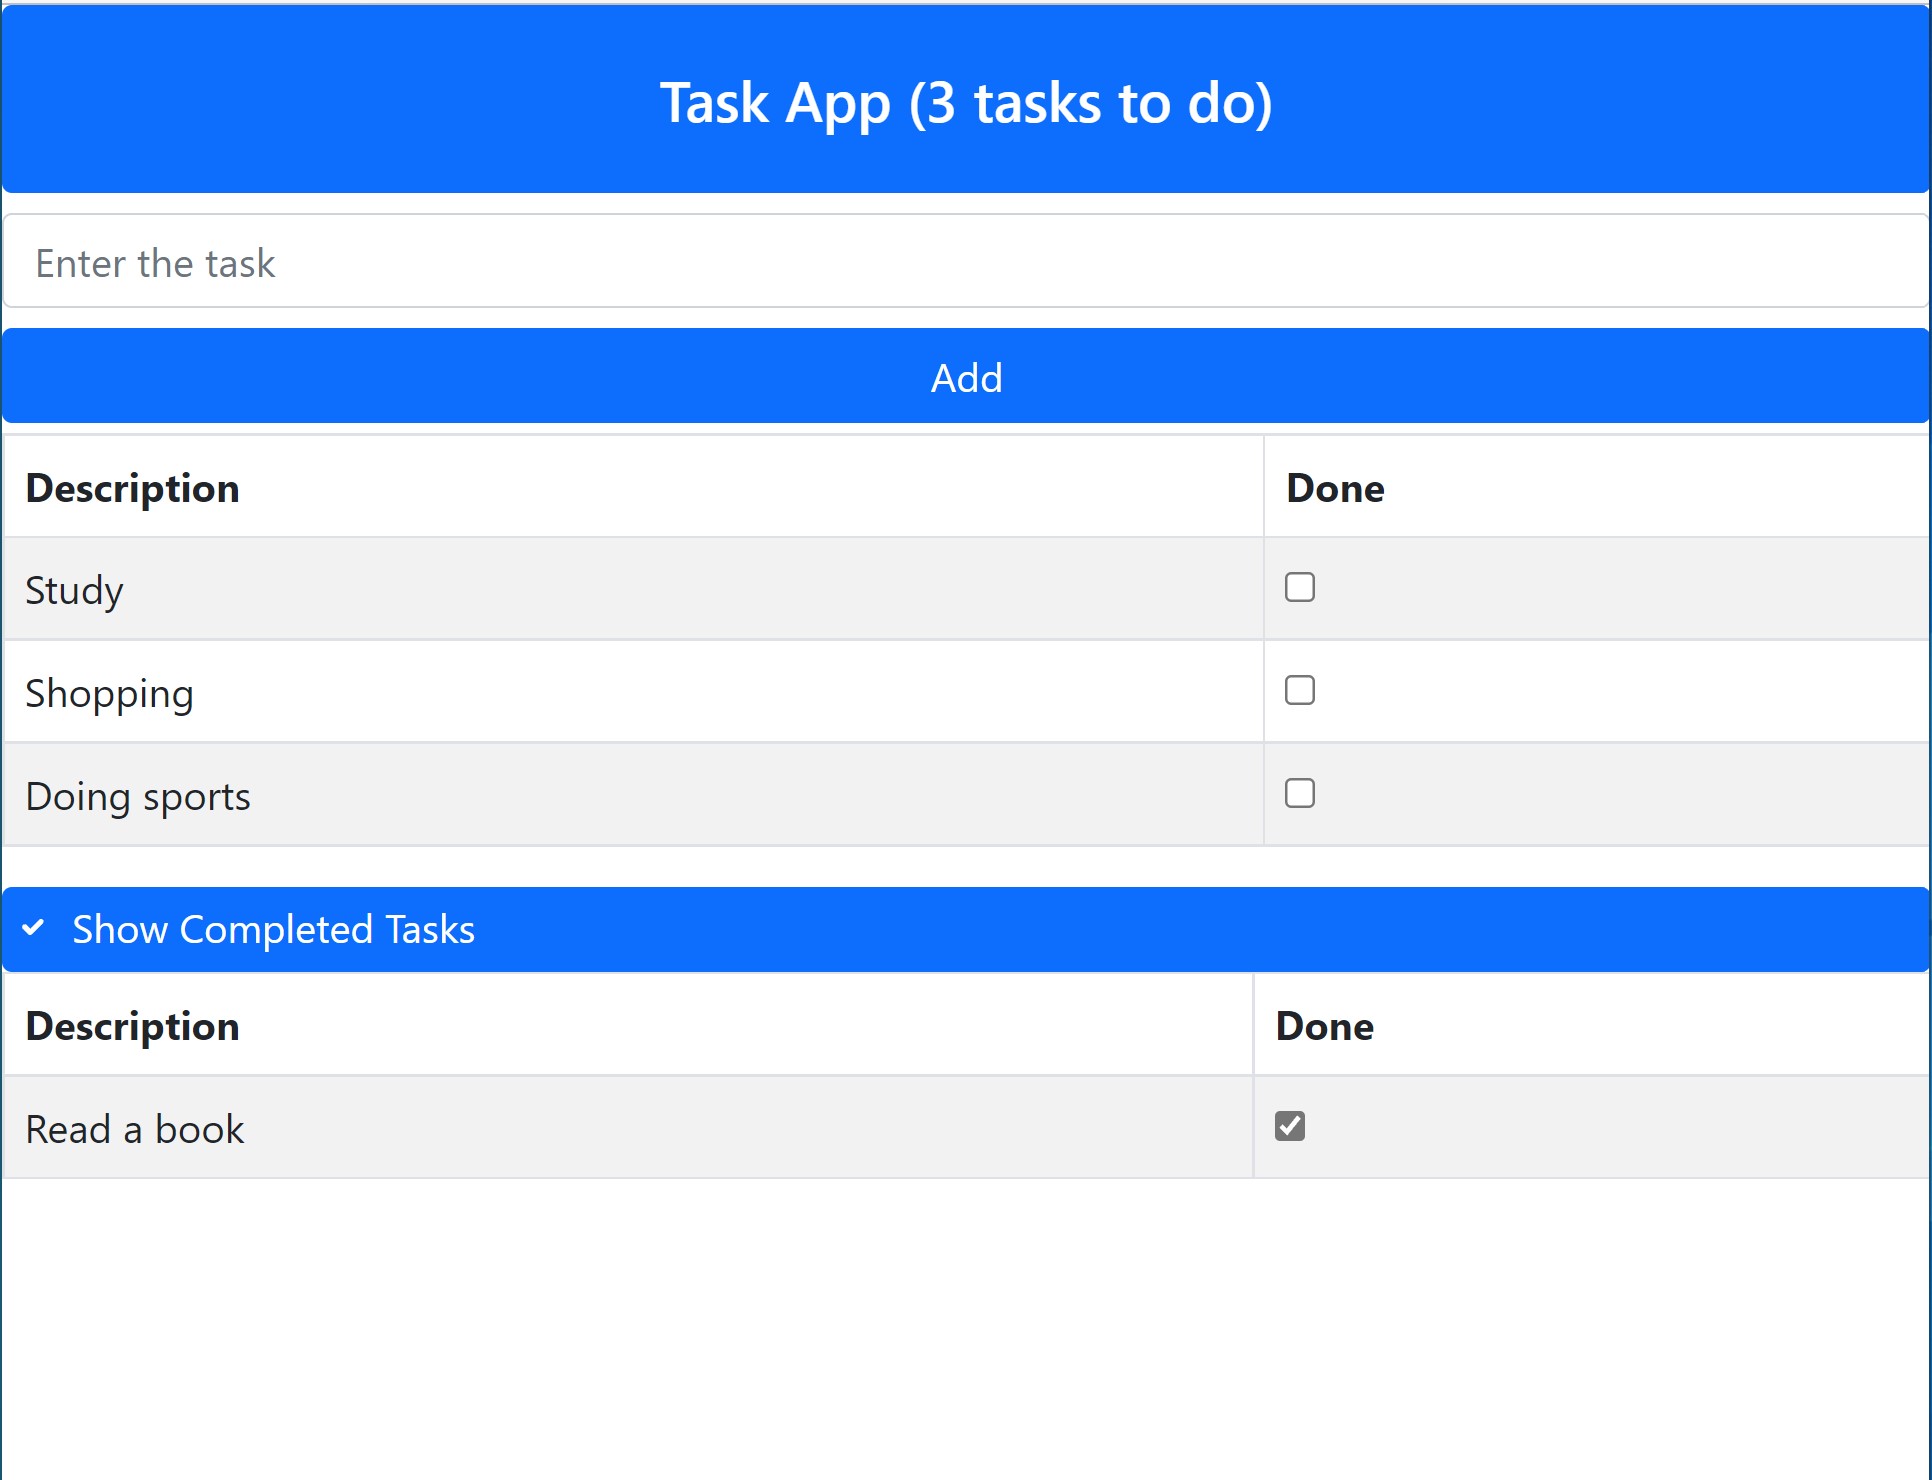 Task App (3 tasks to do)
Enter the task
Add
Description Done
Study
Shopping
Doing sports
Show Completed Tasks
Description Done
Read a book